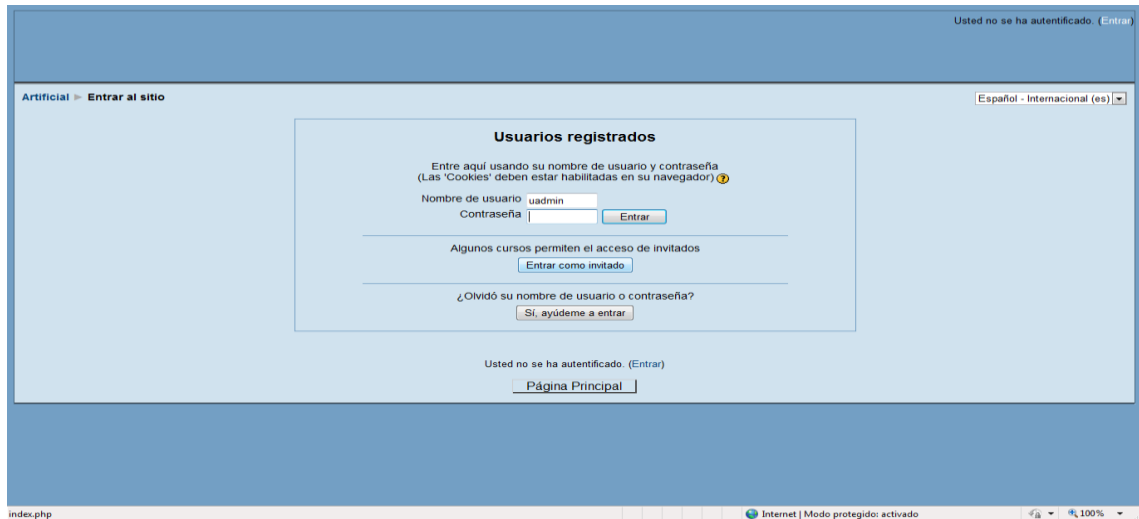 Usted no se ha autentificado. (Entrar)
Artificial ► Entrar al sitio
Español - Internacional (es)
Usuarios registrados
Entre aquí usando su nombre de usuario y contraseña
(Las 'Cookies' deben estar habilitadas en su navegador) ?
Nombre de usuario uadmin
Contraseña Entrar
Algunos cursos permiten el acceso de invitados
Entrar como invitado
¿Olvidó su nombre de usuario o contraseña?
Sí, ayúdeme a entrar
Usted no se ha autentificado. (Entrar)
Página Principal
index.php Internet | Modo protegido: activado 100%